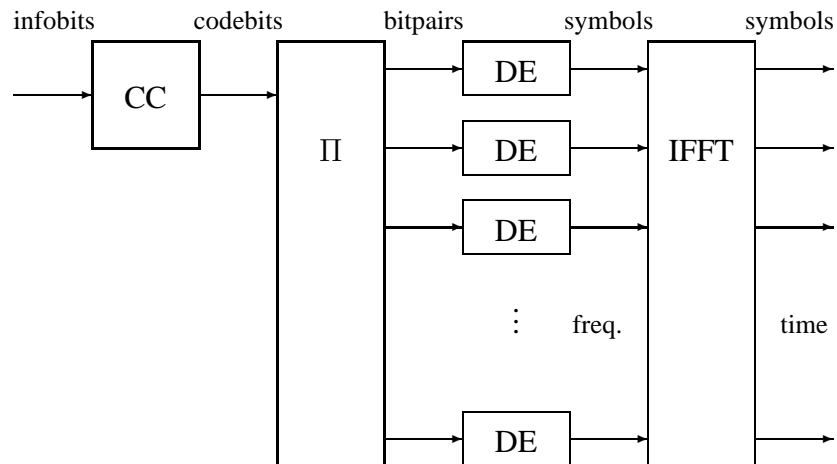 infobits codebits bitpairs symbols symbols
DE
CC
Π DE IFFT
DE
⋮ freq. time
DE